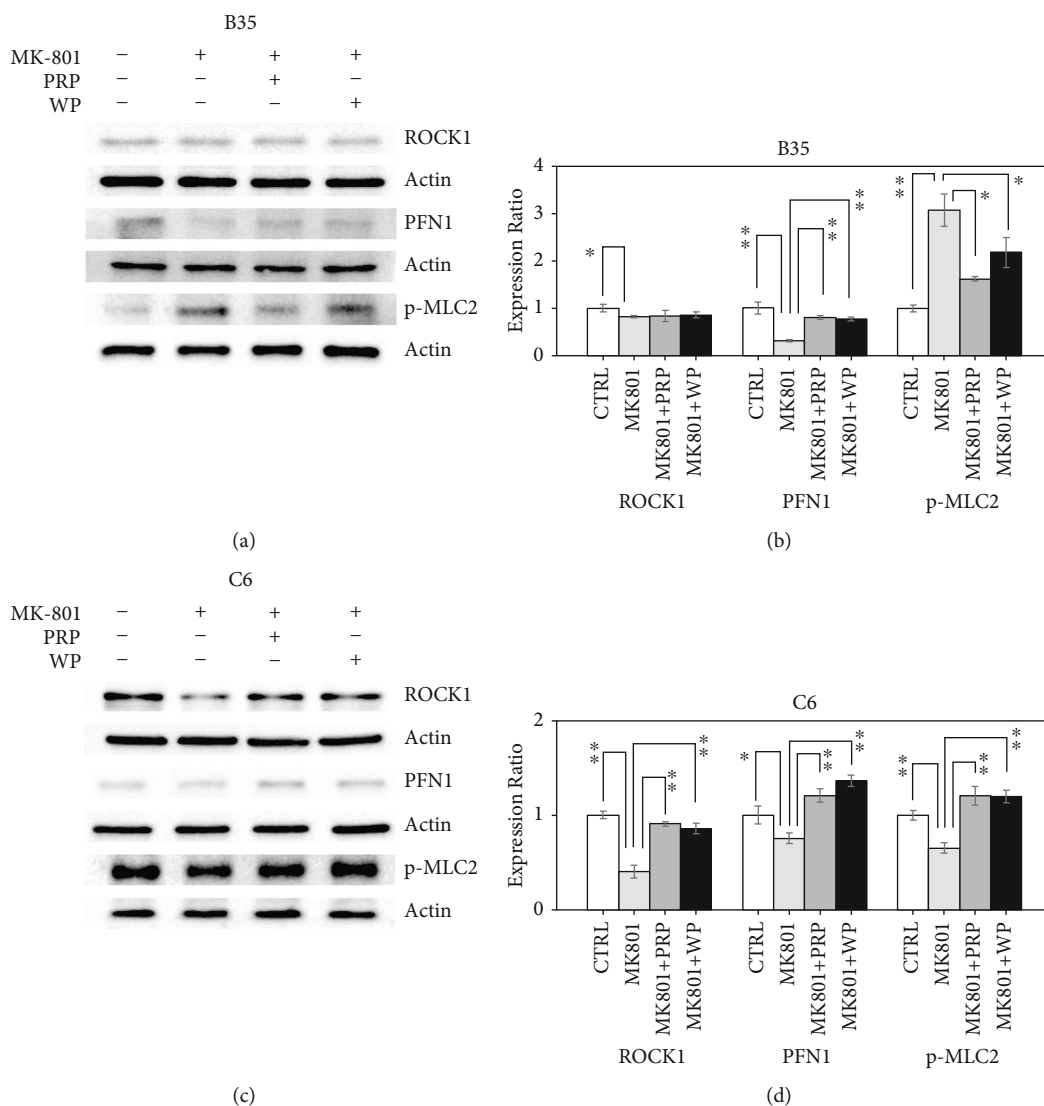 B35
MK-801 − + + +
PRP − − + −
WP − − − +
ROCK1
Actin
PFN1
Actin
p-MLC2
Actin
(a)
B35
Expression Ratio
4
3
2
1
0
* ** ** ** ** * *
CTRL
MK801
MK801+PRP
MK801+WP
CTRL
MK801
MK801+PRP
MK801+WP
CTRL
MK801
MK801+PRP
MK801+WP
ROCK1 PFN1 p-MLC2
(b)
C6
MK-801 − + + +
PRP − − + −
WP − − − +
ROCK1
Actin
PFN1
Actin
p-MLC2
Actin
(c)
C6
Expression Ratio
2
1
0
** ** ** * ** ** ** ** **
CTRL
MK801
MK801+PRP
MK801+WP
CTRL
MK801
MK801+PRP
MK801+WP
CTRL
MK801
MK801+PRP
MK801+WP
ROCK1 PFN1 p-MLC2
(d)